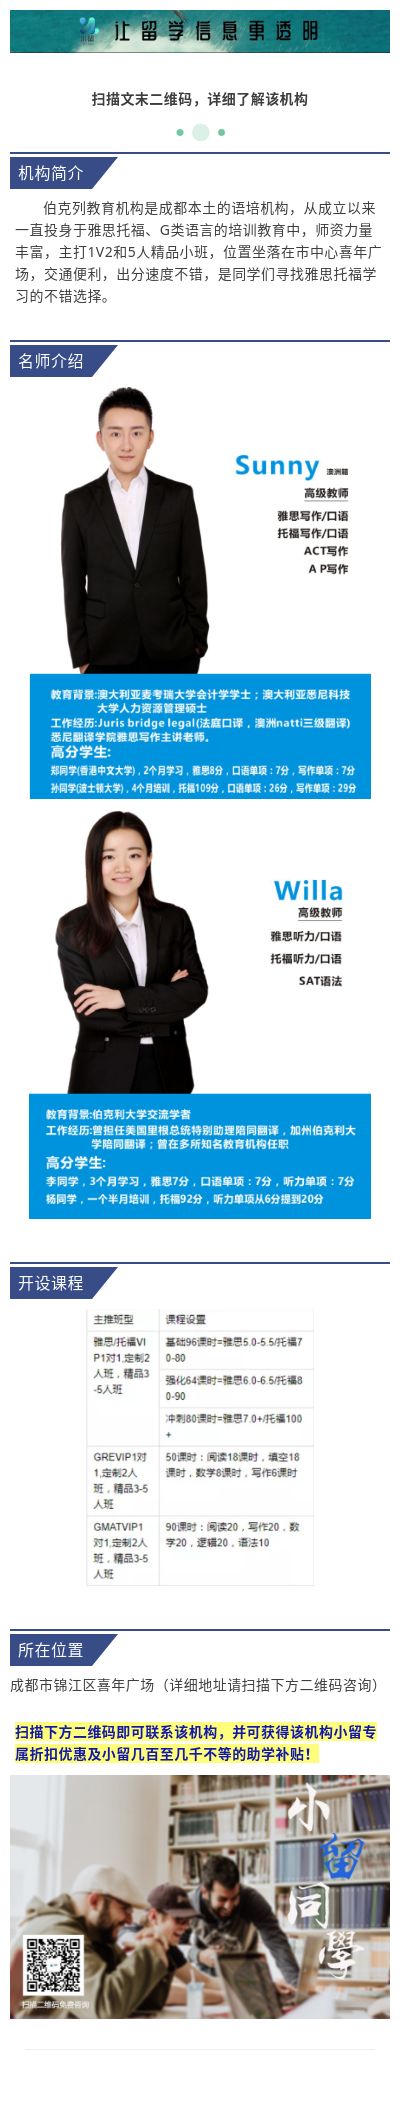 小留
让留学信息更透明
扫描文末二维码，详细了解该机构
机构简介
伯克列教育机构是成都本土的语培机构，从成立以来
一直投身于雅思托福、G类语言的培训教育中，师资力量
丰富，主打1V2和5人精品小班，位置坐落在市中心喜年广
场，交通便利，出分速度不错，是同学们寻找雅思托福学
习的不错选择。
名师介绍
Sunny 澳洲籍
高级教师
雅思写作/口语
托福写作/口语
ACT写作
A P写作
教育背景:澳大利亚麦考瑞大学会计学学士；澳大利亚悉尼科技
大学人力资源管理硕士
工作经历:Juris bridge legal(法庭口译，澳洲natti三级翻译)
悉尼翻译学院雅思写作主讲老师。
高分学生:
郑同学(香港中文大学)，2个月学习，雅思8分，口语单项：7分，写作单项：7分
孙同学(波士顿大学)，4个月培训，托福109分，口语单项：26分，写作单项：29分
Willa
高级教师
雅思听力/口语
托福听力/口语
SAT语法
教育背景:伯克利大学交流学者
工作经历:曾担任美国里根总统特别助理陪同翻译，加州伯克利大
学陪同翻译；曾在多所知名教育机构任职
高分学生:
李同学，3个月学习，雅思7分，口语单项：7分，听力单项：7分
杨同学，一个半月培训，托福92分，听力单项从6分提到20分
开设课程
主推班型 课程设置
雅思/托福VI
P1对1,定制2
人班，精品3
-5人班
基础96课时=雅思5.0-5.5/托福7
0-80
强化64课时=雅思6.0-6.5/托福8
0-90
冲刺80课时=雅思7.0+/托福100
+
GREVIP1对
1,定制2人
班，精品3-5
人班
50课时：阅读18课时，填空18
课时，数学8课时，写作6课时
GMATVIP1
对1,定制2人
班，精品3-5
人班
90课时：阅读20，写作20，数
学20，逻辑20，语法10
所在位置
成都市锦江区喜年广场（详细地址请扫描下方二维码咨询）
扫描下方二维码即可联系该机构，并可获得该机构小留专
属折扣优惠及小留几百至几千不等的助学补贴！
小留同學
扫描二维码免费咨询